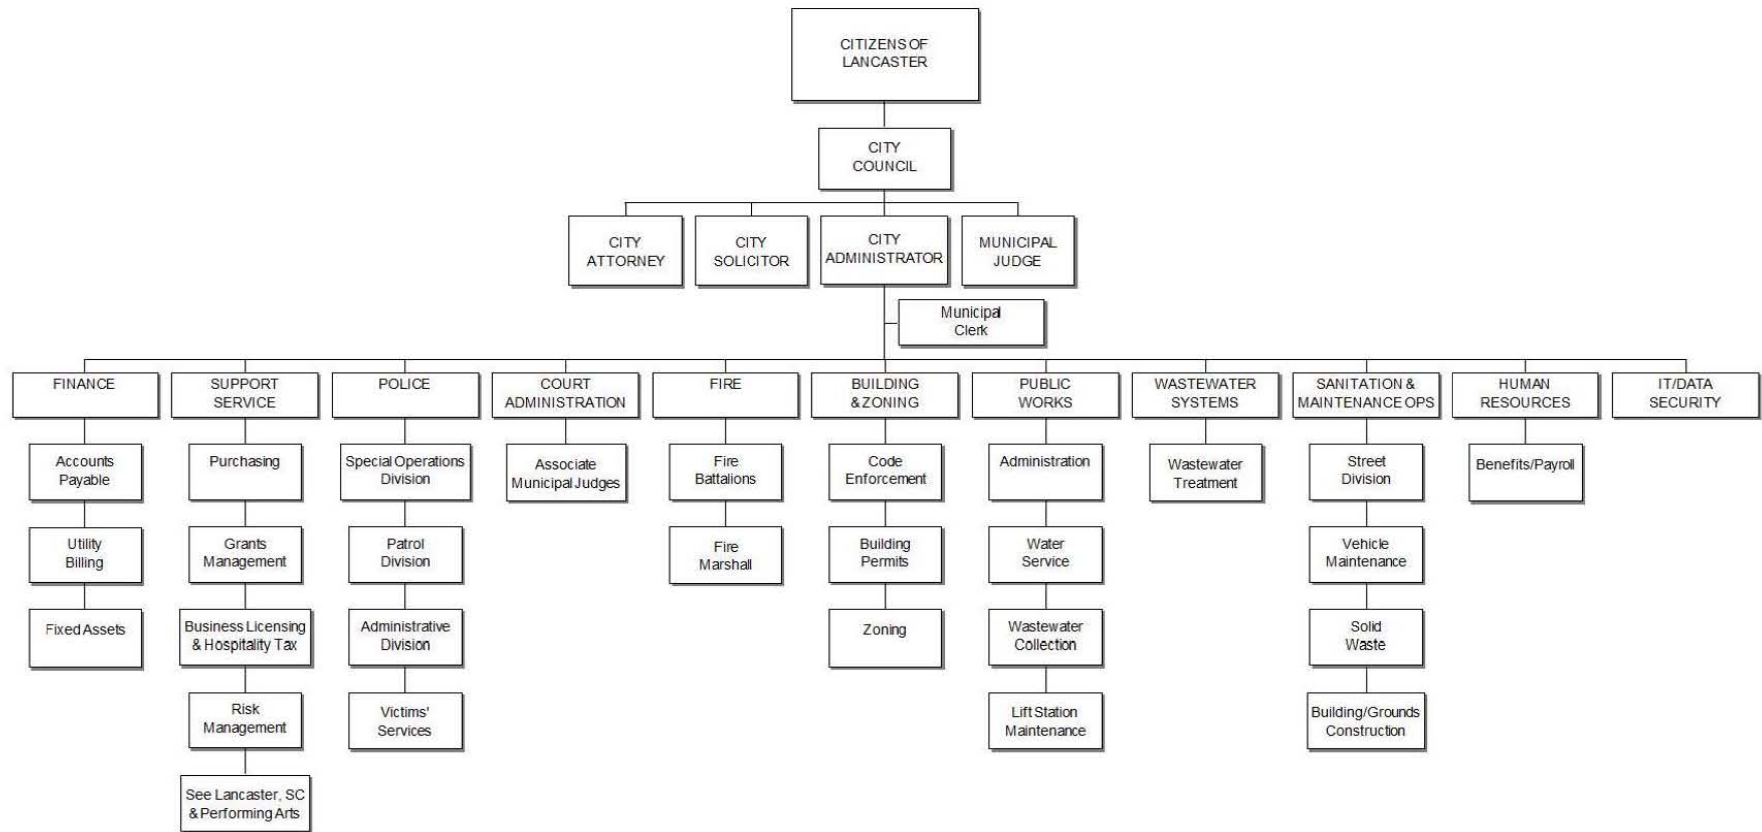 CITIZENS OF
LANCASTER
CITY
COUNCIL
CITY
ATTORNEY
CITY
SOLICITOR
CITY
ADMINISTRATOR
MUNICIPAL
JUDGE
Municipal
Clerk
FINANCE
SUPPORT
SERVICE
POLICE
COURT
ADMINISTRATION
FIRE
BUILDING
& ZONING
PUBLIC
WORKS
WASTEWATER
SYSTEMS
SANITATION &
MAINTENANCE OPS
HUMAN
RESOURCES
IT/DATA
SECURITY
Accounts
Payable
Purchasing
Special Operations
Division
Associate
Municipal Judges
Fire
Battalions
Code
Enforcement
Administration
Wastewater
Treatment
Street
Division
Benefits/Payroll
Utility
Billing
Grants
Management
Patrol
Division
Fire
Marshall
Building
Permits
Water
Service
Vehicle
Maintenance
Fixed Assets
Business Licensing
& Hospitality Tax
Administrative
Division
Zoning
Wastewater
Collection
Solid
Waste
Risk
Management
Victims'
Services
Lift Station
Maintenance
Building/Grounds
Construction
See Lancaster, SC
& Performing Arts